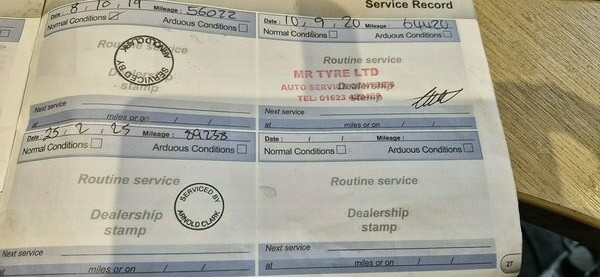 Service Record
Date: 8, 10, 19 Mileage: 56022
Normal Conditions Arduous Conditions
Routine service
Dealership
stamp
SERVICED BY
ARNOLD CLARK
Next service
at miles or on / /
Date: 10, 9, 20 Mileage: 64420
Normal Conditions Arduous Conditions
Routine service
MR TYRE LTD
Dealership
stamp
TEL: 01623
Next service
at miles or on / /
Date: 25, 2, 23 Mileage: 89238
Normal Conditions Arduous Conditions
Routine service
SERVICED BY
ARNOLD CLARK
Dealership
stamp
Next service
at miles or on / /
Date: / / Mileage:
Normal Conditions Arduous Conditions
Routine service
Dealership
stamp
Next service
at miles or on / /
27